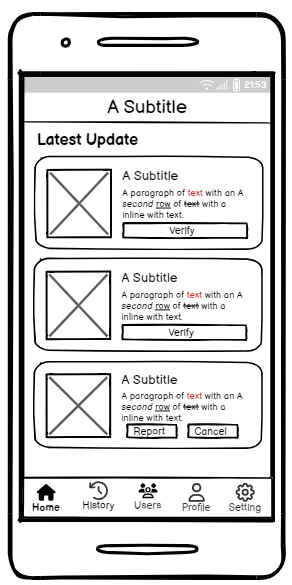 21:53
A Subtitle
Latest Update
A Subtitle
A paragraph of text with an A
second row of text with a
inline with text.
Verify
A Subtitle
A paragraph of text with an A
second row of text with a
inline with text.
Verify
A Subtitle
A paragraph of text with an A
second row of text with a
inline with text.
Report Cancel
Home History Users Profile Setting